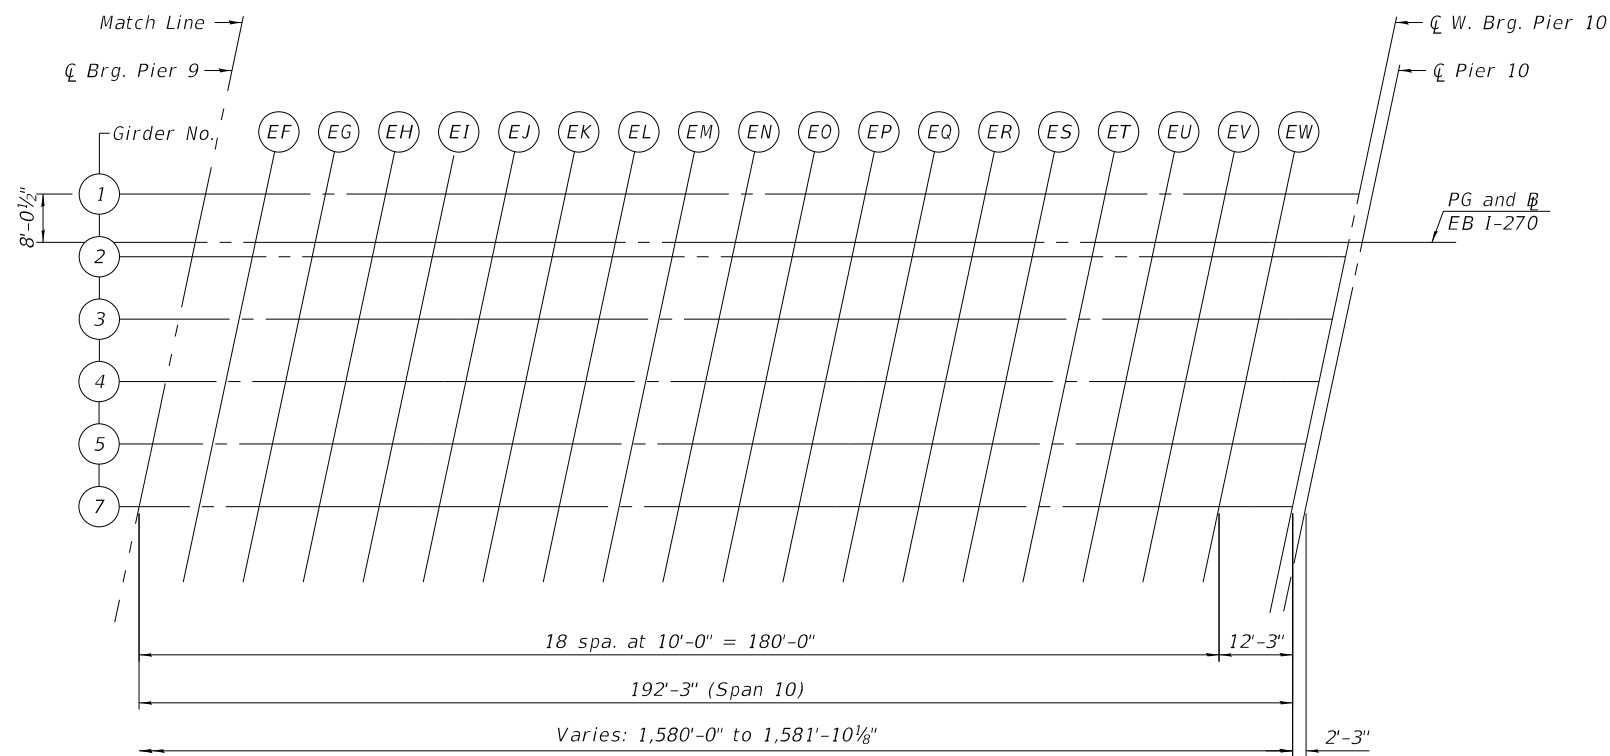 Match Line
℄ W. Brg. Pier 10
℄ Brg. Pier 9
℄ Pier 10
Girder No.
EF EG EH EI EJ EK EL EM EN EO EP EQ ER ES ET EU EV EW
1
8'-0½"
PG and ℄
EB I-270
2
3
4
5
7
18 spa. at 10'-0" = 180'-0"
12'-3"
192'-3" (Span 10)
Varies: 1,580'-0" to 1,581'-10⅛"
2'-3"